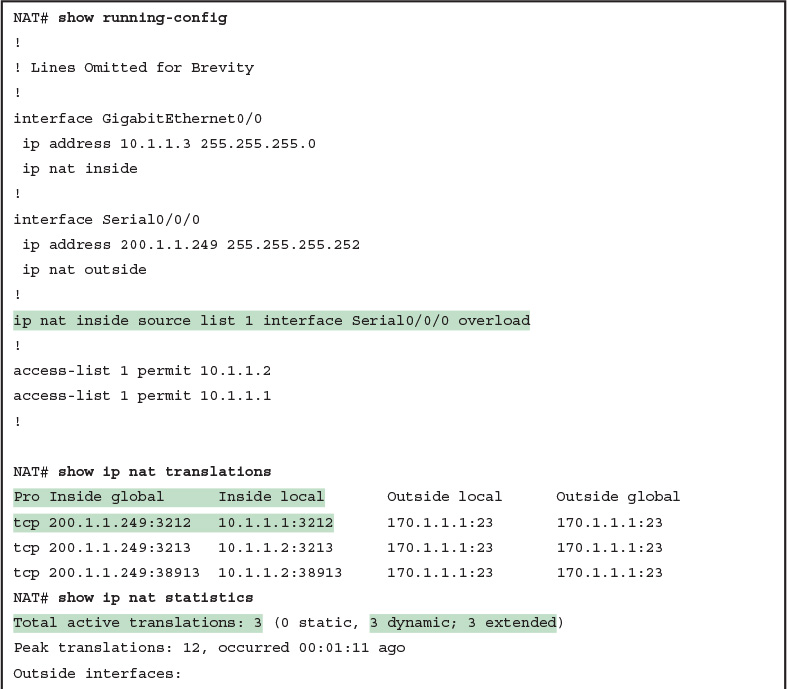 NAT# show running-config
!
! Lines Omitted for Brevity
!
interface GigabitEthernet0/0
 ip address 10.1.1.3 255.255.255.0
 ip nat inside
!
interface Serial0/0/0
 ip address 200.1.1.249 255.255.255.252
 ip nat outside
!
ip nat inside source list 1 interface Serial0/0/0 overload
!
access-list 1 permit 10.1.1.2
access-list 1 permit 10.1.1.1
!
NAT# show ip nat translations
Pro Inside global      Inside local       Outside local      Outside global
tcp 200.1.1.249:3212   10.1.1.1:3212      170.1.1.1:23       170.1.1.1:23
tcp 200.1.1.249:3213   10.1.1.2:3213      170.1.1.1:23       170.1.1.1:23
tcp 200.1.1.249:38913  10.1.1.2:38913     170.1.1.1:23       170.1.1.1:23
NAT# show ip nat statistics
Total active translations: 3 (0 static, 3 dynamic; 3 extended)
Peak translations: 12, occurred 00:01:11 ago
Outside interfaces: